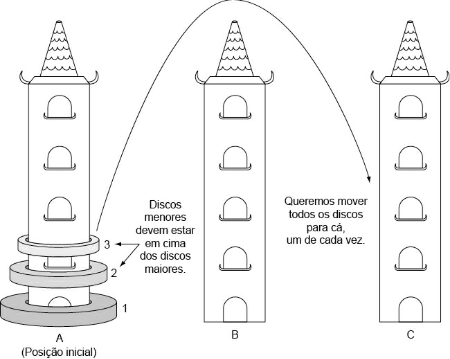 Discos
menores
devem estar
em cima
dos discos
maiores.
Queremos mover
todos os discos
para cá,
um de cada vez.
3
2
1
A
(Posição inicial)
B
C